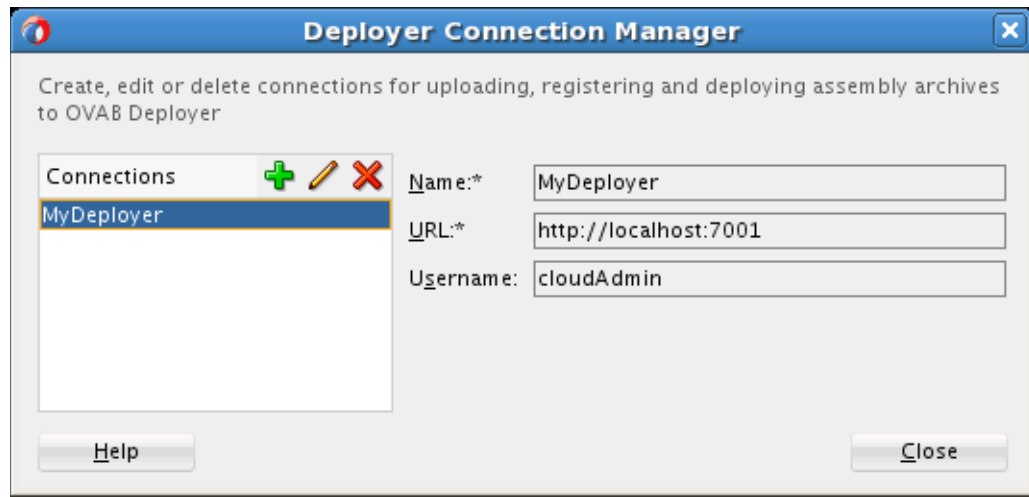 Deployer Connection Manager
Create, edit or delete connections for uploading, registering and deploying assembly archives
to OVAB Deployer
Connections
MyDeployer
Name:* MyDeployer
URL:* http://localhost:7001
Username: cloudAdmin
Help
Close